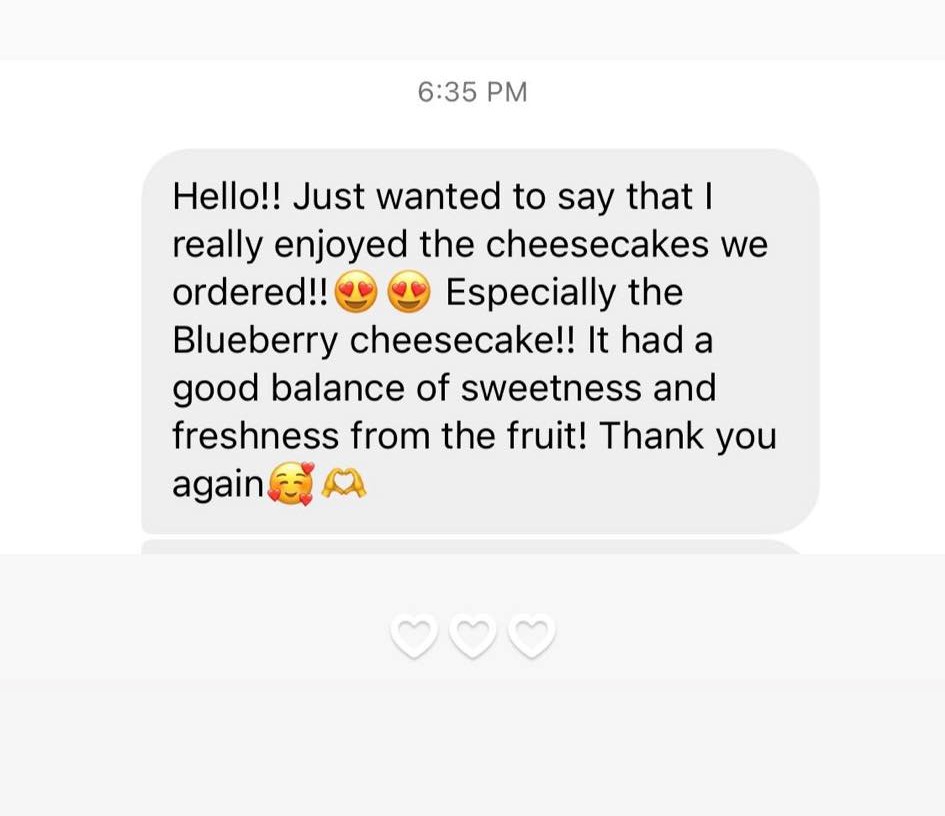 6:35 PM
Hello!! Just wanted to say that I
really enjoyed the cheesecakes we
ordered!!😍😍 Especially the
Blueberry cheesecake!! It had a
good balance of sweetness and
freshness from the fruit! Thank you
again🥰🫶